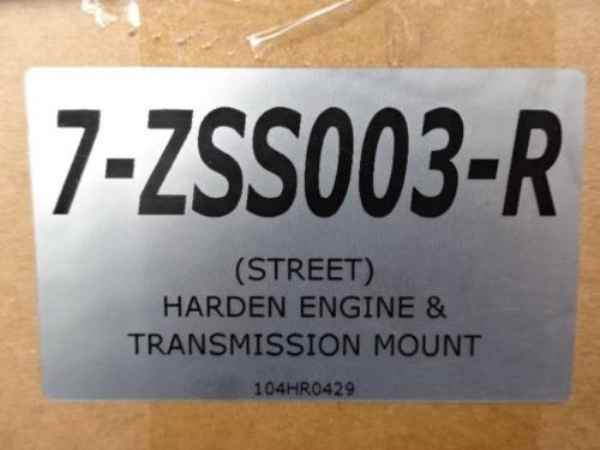 7-ZSS003-R
(STREET)
HARDEN ENGINE &
TRANSMISSION MOUNT
104HR0429